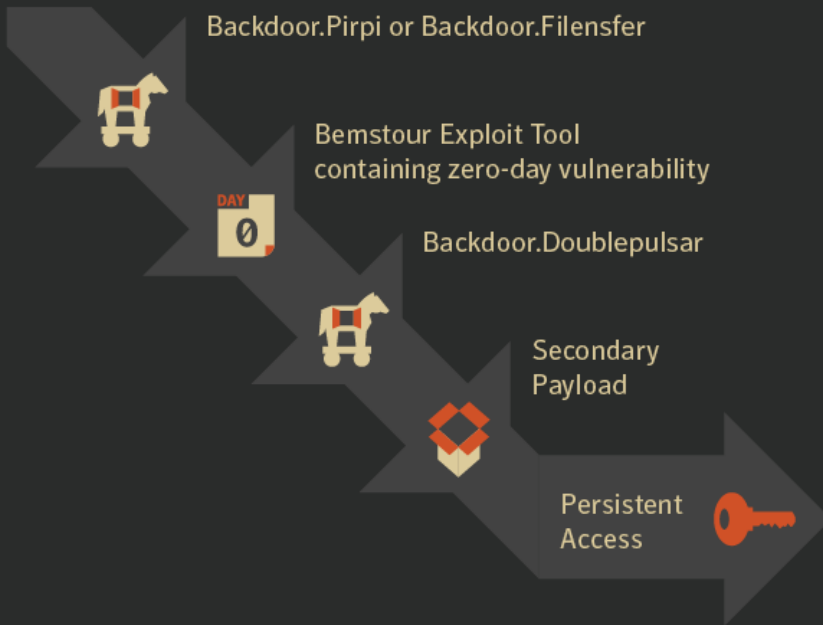 Backdoor.Pirpi or Backdoor.Filensfer
Bemstour Exploit Tool
containing zero-day vulnerability
DAY
0
Backdoor.Doublepulsar
Secondary
Payload
Persistent
Access